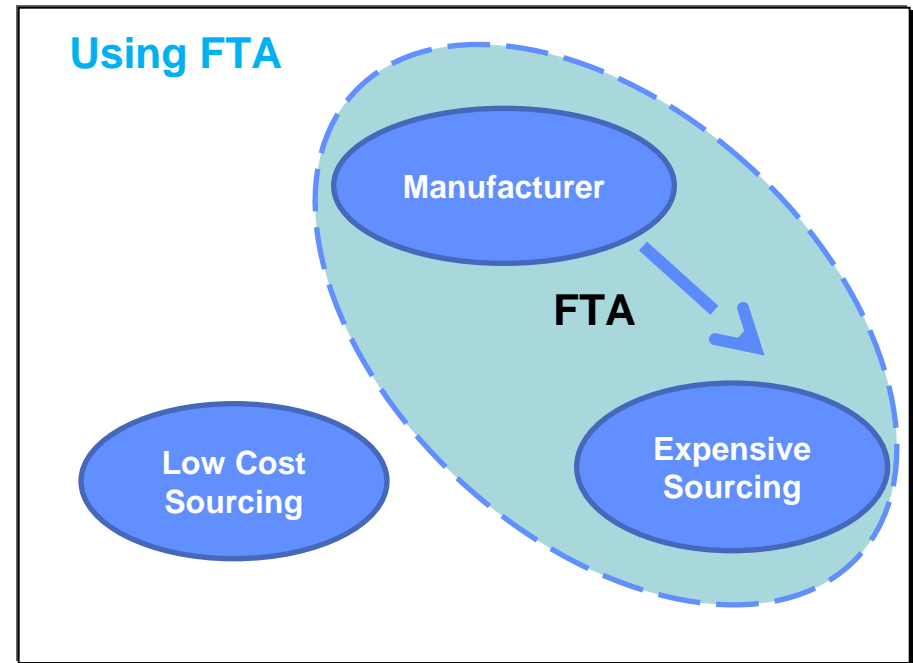 Using FTA
Manufacturer
FTA
Low Cost
Sourcing
Expensive
Sourcing